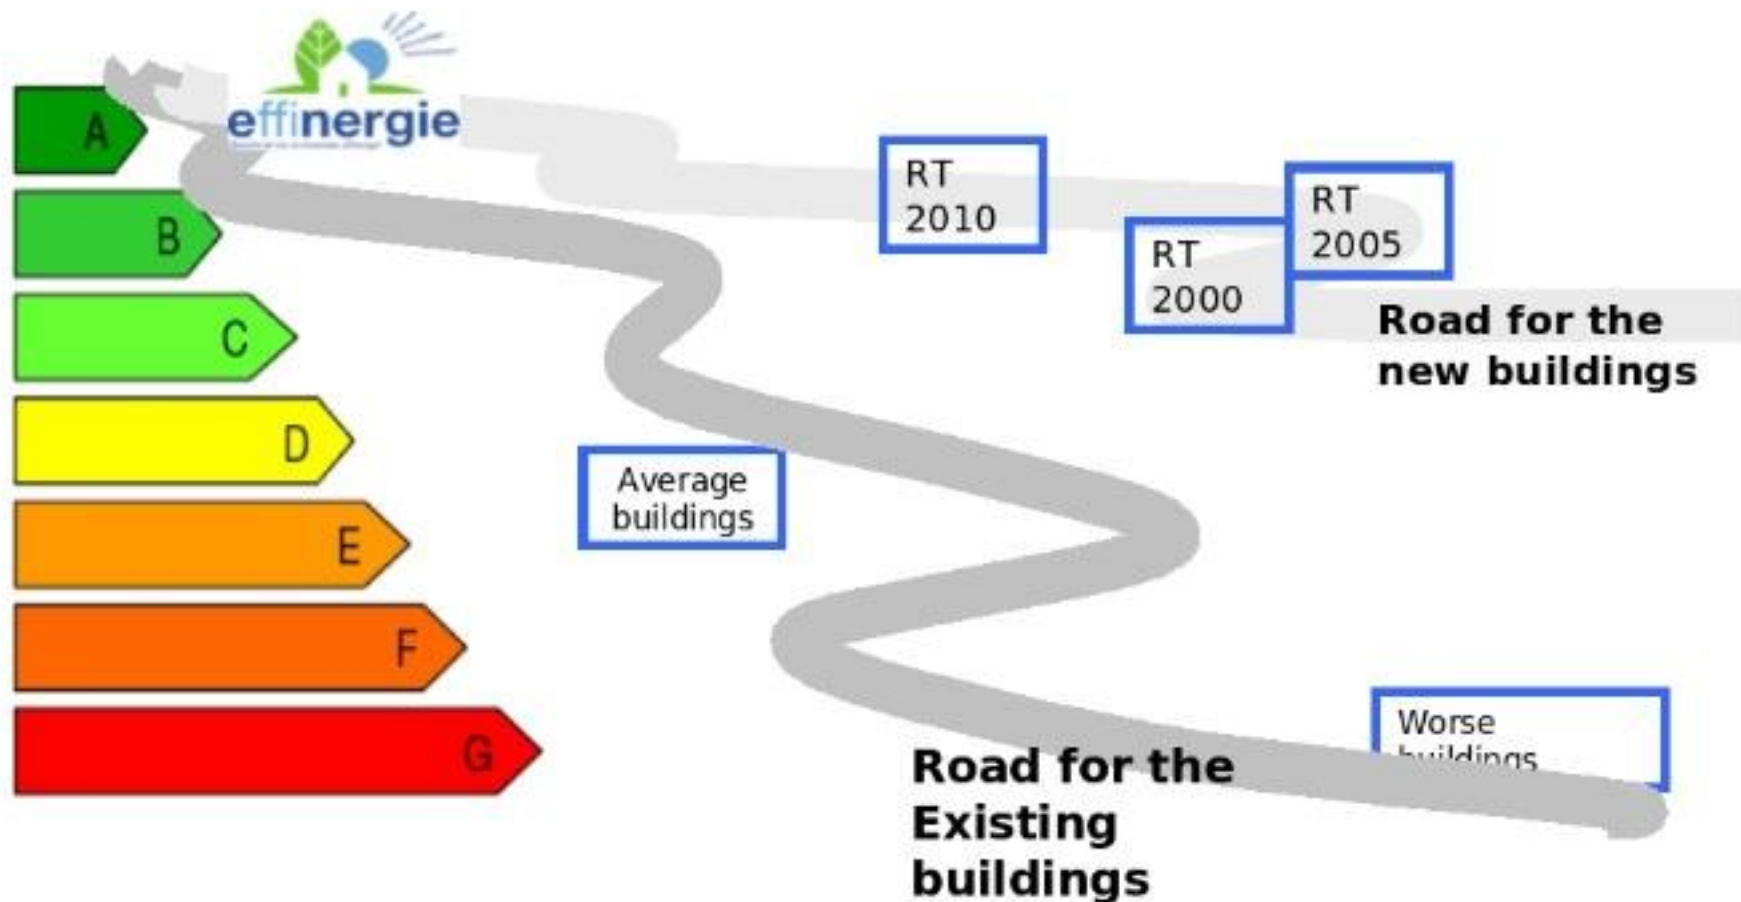 effinergie
A
B
C
D
E
F
G
RT
2010
RT
2005
RT
2000
Road for the
new buildings
Average
buildings
Worse
buildings
Road for the
Existing
buildings